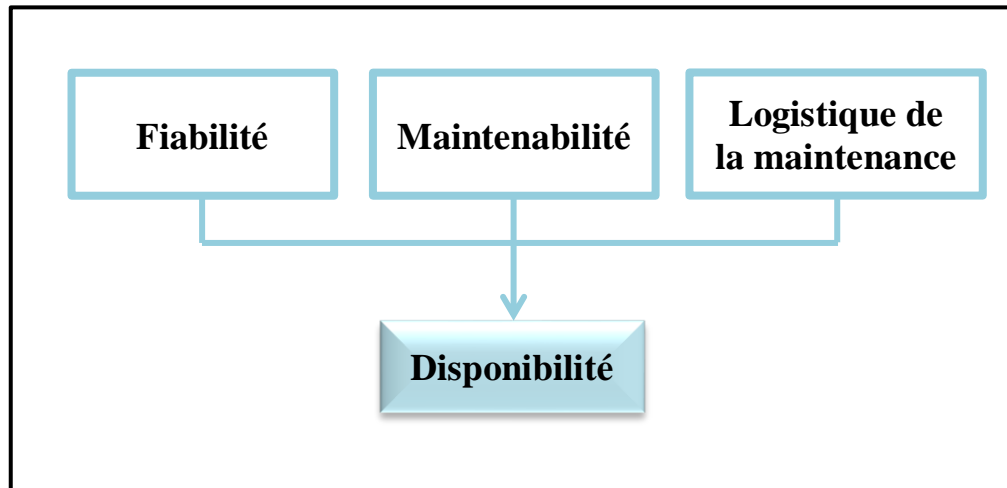 Fiabilité
Maintenabilité
Logistique de
la maintenance
Disponibilité